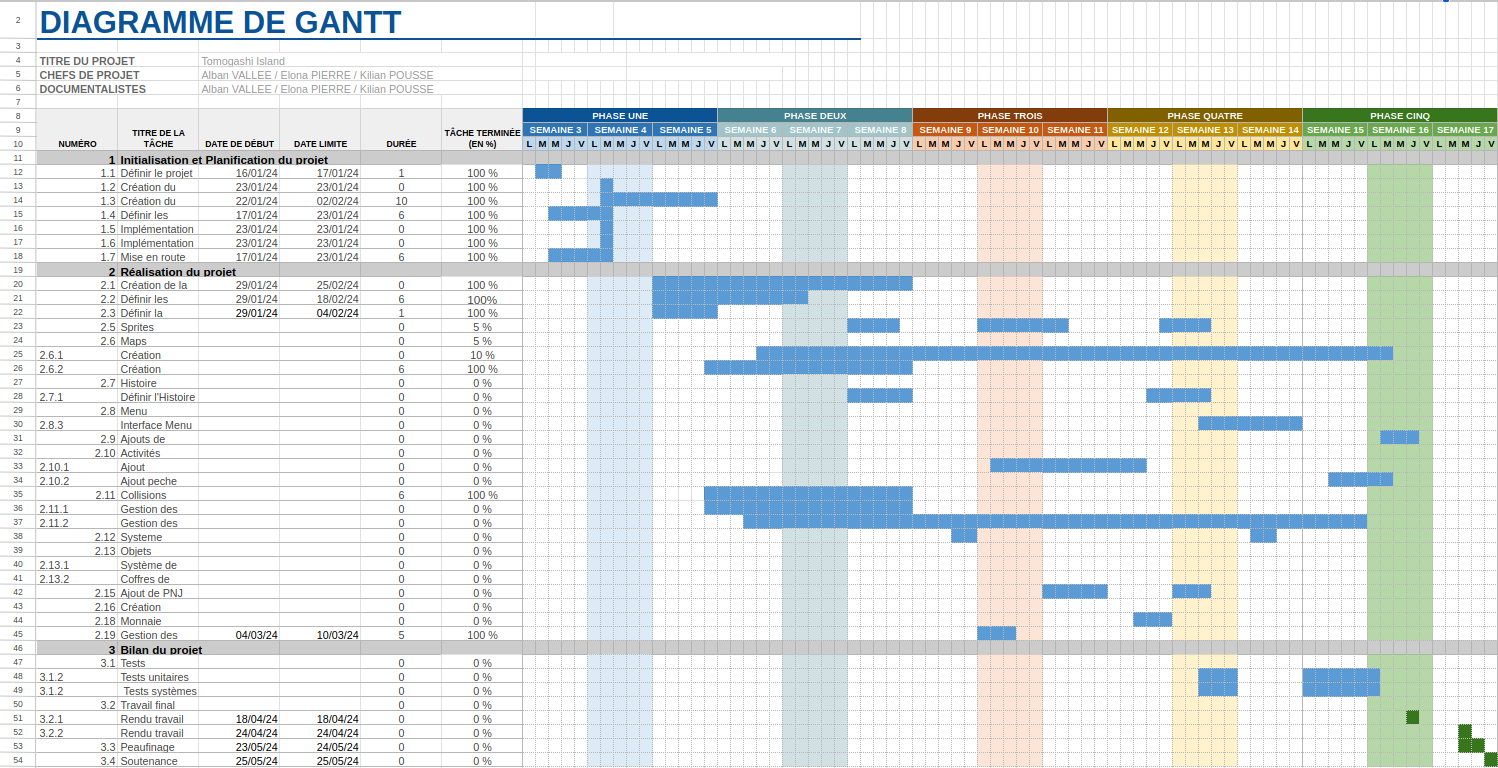 2 DIAGRAMME DE GANTT
3
4 TITRE DU PROJET Tomogashi Island
5 CHEFS DE PROJET Alban VALLEE / Elona PIERRE / Kilian POUSSE
6 DOCUMENTALISTES Alban VALLEE / Elona PIERRE / Kilian POUSSE
7
8 PHASE UNE PHASE DEUX PHASE TROIS PHASE QUATRE PHASE CINQ
9 SEMAINE 3 SEMAINE 4 SEMAINE 5 SEMAINE 6 SEMAINE 7 SEMAINE 8 SEMAINE 9 SEMAINE 10 SEMAINE 11 SEMAINE 12 SEMAINE 13 SEMAINE 14 SEMAINE 15 SEMAINE 16 SEMAINE 17
10 NUMÉRO TITRE DE LA TÂCHE DATE DE DÉBUT DATE LIMITE DURÉE TÂCHE TERMINÉE (EN %) L M M J V L M M J V L M M J V L M M J V L M M J V L M M J V L M M J V L M M J V L M M J V L M M J V L M M J V L M M J V L M M J V L M M J V L M M J V
11 1 Initialisation et Planification du projet
12 1.1 Définir le projet 16/01/24 17/01/24 1 100 %
13 1.2 Création du 23/01/24 23/01/24 0 100 %
14 1.3 Création du 22/01/24 02/02/24 10 100 %
15 1.4 Définir les 17/01/24 23/01/24 6 100 %
16 1.5 Implémentation 23/01/24 23/01/24 0 100 %
17 1.6 Implémentation 23/01/24 23/01/24 0 100 %
18 1.7 Mise en route 17/01/24 23/01/24 6 100 %
19 2 Réalisation du projet
20 2.1 Création de la 29/01/24 25/02/24 0 100 %
21 2.2 Définir les 29/01/24 18/02/24 6 100%
22 2.3 Définir la 29/01/24 04/02/24 1 100 %
23 2.5 Sprites 0 5 %
24 2.6 Maps 0 5 %
25 2.6.1 Création 0 10 %
26 2.6.2 Création 6 100 %
27 2.7 Histoire 0 0 %
28 2.7.1 Définir l'Histoire 0 0 %
29 2.8 Menu 0 0 %
30 2.8.3 Interface Menu 0 0 %
31 2.9 Ajouts de 0 0 %
32 2.10 Activités 0 0 %
33 2.10.1 Ajout 0 0 %
34 2.10.2 Ajout peche 0 0 %
35 2.11 Collisions 6 100 %
36 2.11.1 Gestion des 0 0 %
37 2.11.2 Gestion des 0 0 %
38 2.12 Systeme 0 0 %
39 2.13 Objets 0 0 %
40 2.13.1 Système de 0 0 %
41 2.13.2 Coffres de 0 0 %
42 2.15 Ajout de PNJ 0 0 %
43 2.16 Création 0 0 %
44 2.18 Monnaie 0 0 %
45 2.19 Gestion des 04/03/24 10/03/24 5 100 %
46 3 Bilan du projet
47 3.1 Tests 0 0 %
48 3.1.2 Tests unitaires 0 0 %
49 3.1.2 Tests systèmes 0 0 %
50 3.2 Travail final 0 0 %
51 3.2.1 Rendu travail 18/04/24 18/04/24 0 0 %
52 3.2.2 Rendu travail 24/04/24 24/04/24 0 0 %
53 3.3 Peaufinage 23/05/24 24/05/24 0 0 %
54 3.4 Soutenance 25/05/24 25/05/24 0 0 %